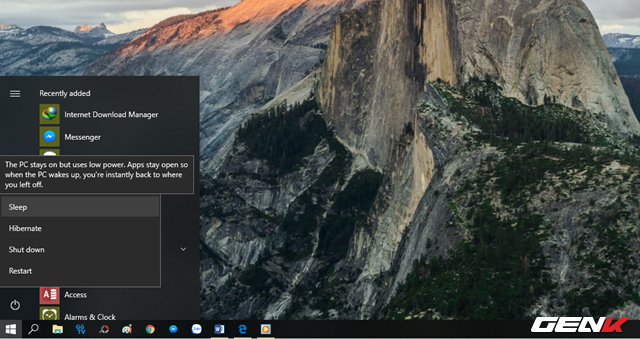 Recently added
Internet Download Manager
Messenger
The PC stays on but uses low power. Apps stay open so
when the PC wakes up, you're instantly back to where
you left off.
Sleep
Hibernate
Shut down
Restart
A
Access
Alarms & Clock
GENK